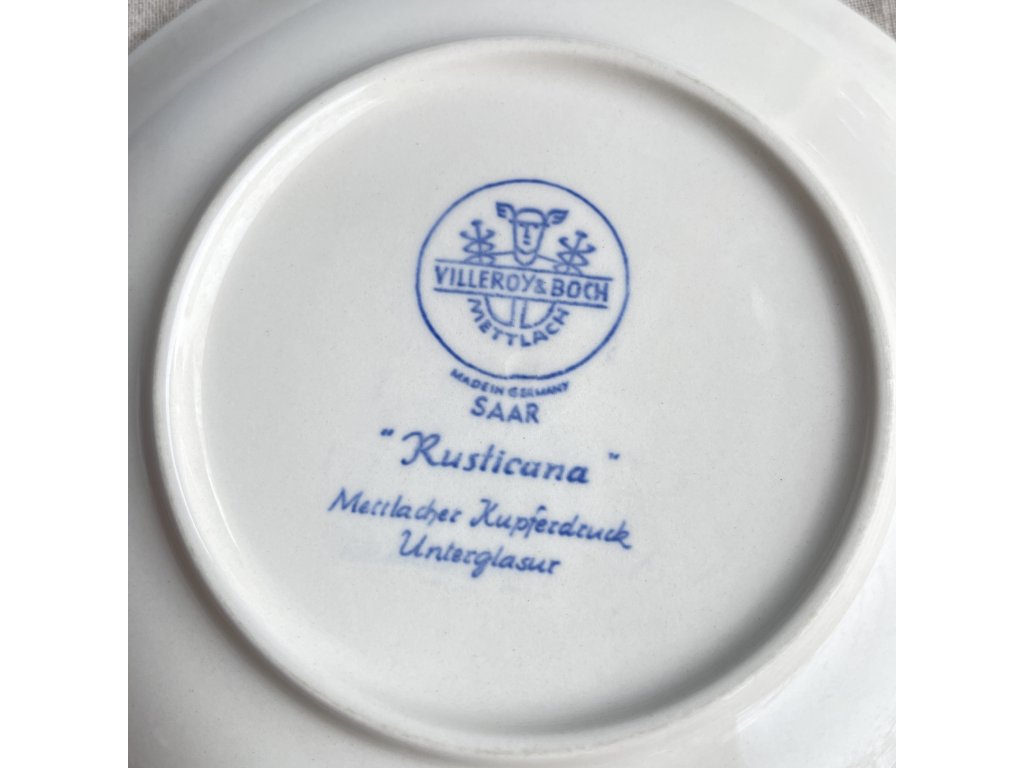 VILLEROY & BOCH
METTLACH
MADE IN GERMANY
SAAR
"Rusticana"
Mettlacher Kupferdruck
Unterglasur